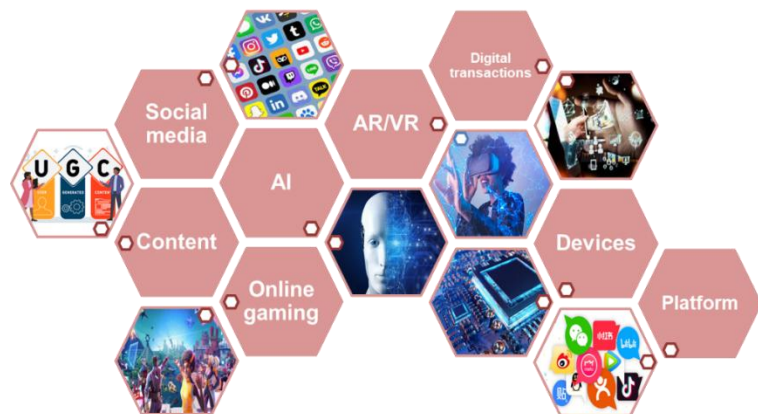 Social
media
AR/VR
Digital
transactions
U G C
AI
Content
Online
gaming
Devices
Platform